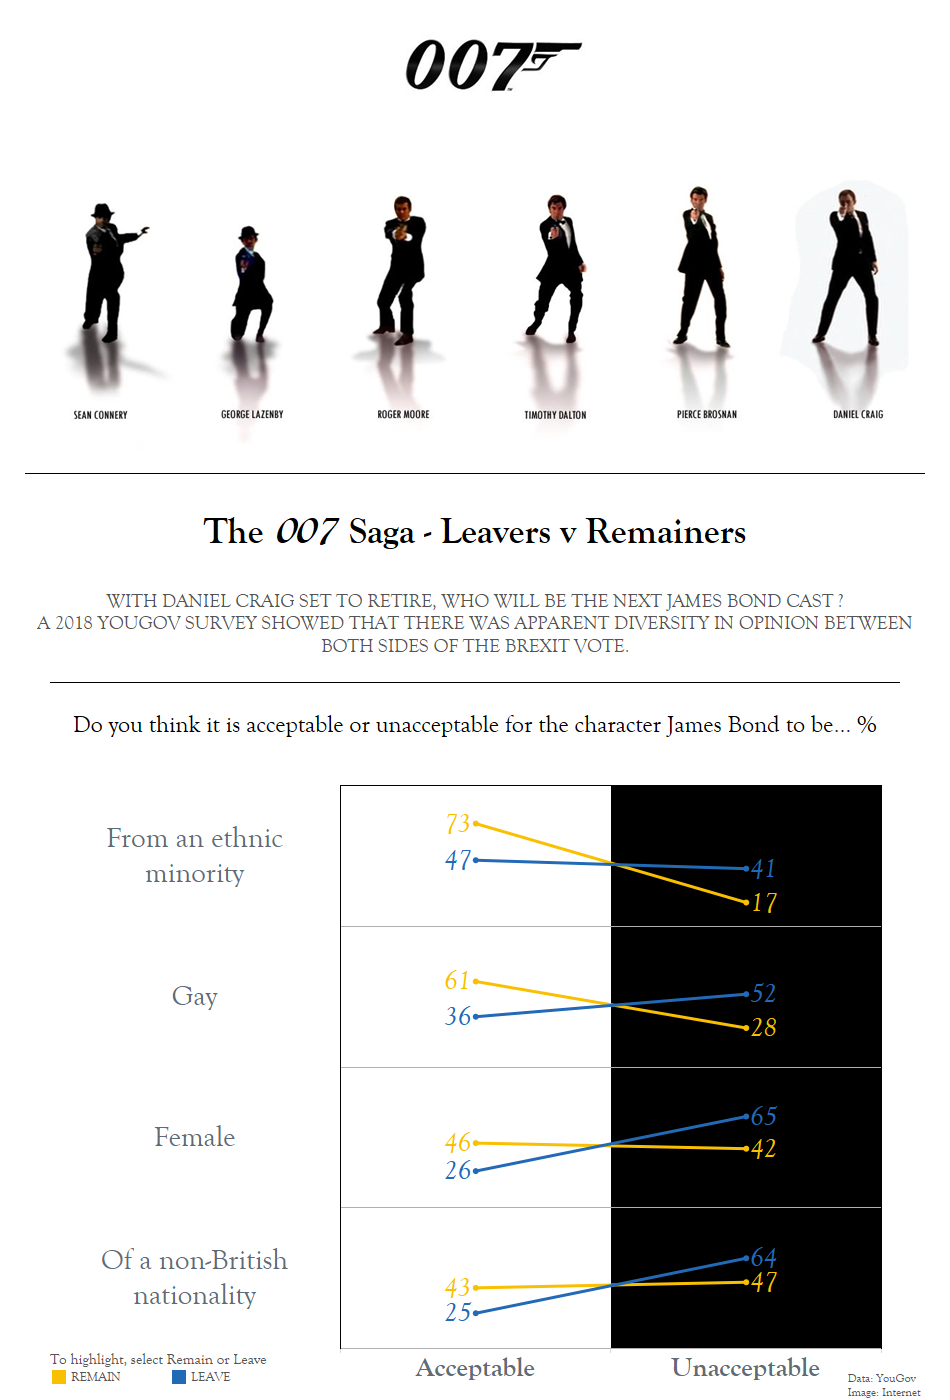 007
TM
SEAN CONNERY
GEORGE LAZENBY
ROGER MOORE
TIMOTHY DALTON
PIERCE BROSNAN
DANIEL CRAIG
The 007 Saga - Leavers v Remainers
WITH DANIEL CRAIG SET TO RETIRE, WHO WILL BE THE NEXT JAMES BOND CAST ?
A 2018 YOUGOV SURVEY SHOWED THAT THERE WAS APPARENT DIVERSITY IN OPINION BETWEEN
BOTH SIDES OF THE BREXIT VOTE.
Do you think it is acceptable or unacceptable for the character James Bond to be... %
From an ethnic
minority
73
47
41
17
Gay
61
36
52
28
Female
46
26
65
42
Of a non-British
nationality
43
25
64
47
Acceptable
Unacceptable
To highlight, select Remain or Leave
REMAIN
LEAVE
Data: YouGov
Image: Internet